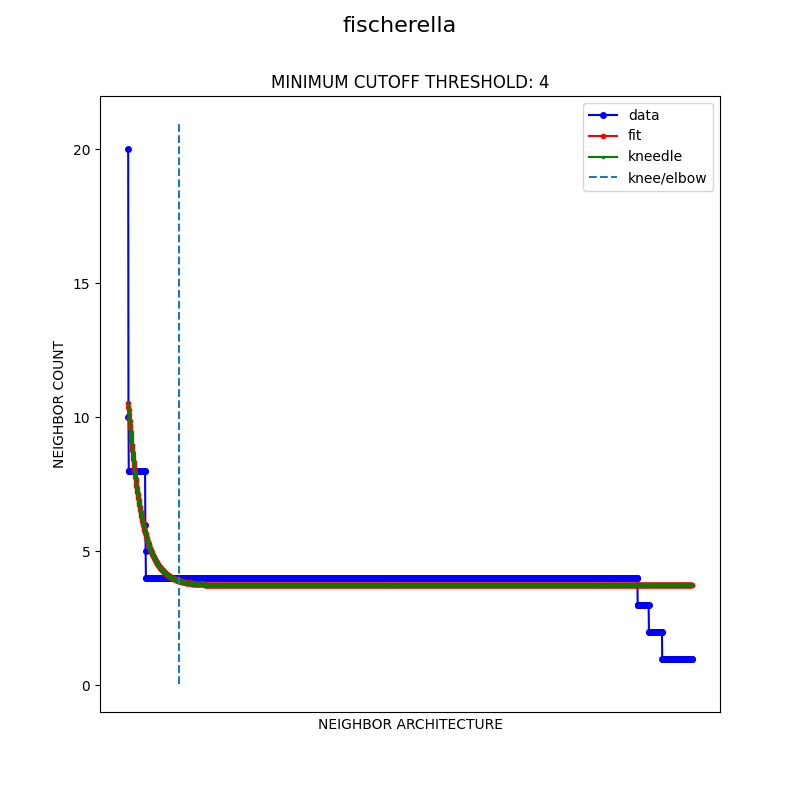 fischerella
MINIMUM CUTOFF THRESHOLD: 4
data
fit
kneedle
knee/elbow
20
15
10
5
0
NEIGHBOR COUNT
NEIGHBOR ARCHITECTURE